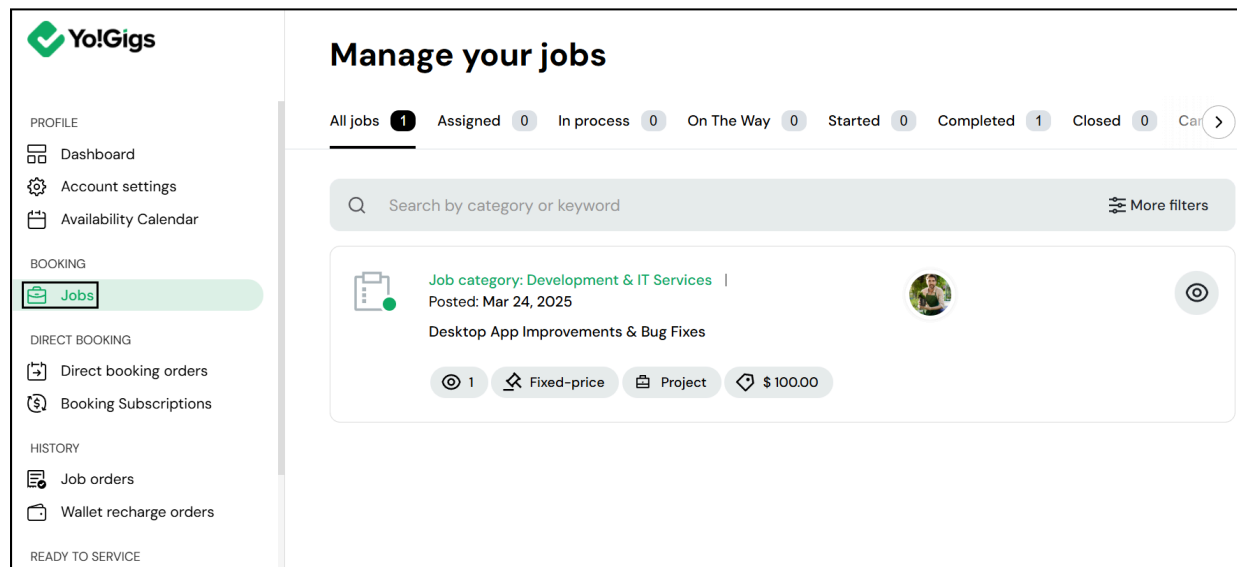 Yo!Gigs
PROFILE
Dashboard
Account settings
Availability Calendar
BOOKING
Jobs
DIRECT BOOKING
Direct booking orders
Booking Subscriptions
HISTORY
Job orders
Wallet recharge orders
READY TO SERVICE
Manage your jobs
All jobs 1 Assigned 0 In process 0 On The Way 0 Started 0 Completed 1 Closed 0
Search by category or keyword More filters
Job category: Development & IT Services |
Posted: Mar 24, 2025
Desktop App Improvements & Bug Fixes
1 Fixed-price Project $ 100.00